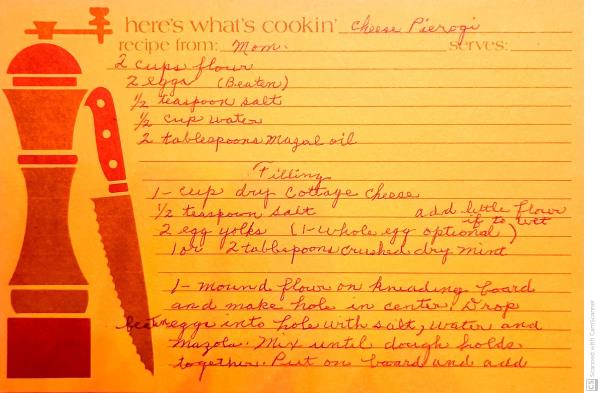 here's what's cookin' Cheese Pierogi
recipe from: Mom. serves:
2 cups flour
2 eggs (Beaten)
1/2 teaspoon salt
1/2 cup water
2 tablespoons Mazal oil
Filling
1- cup dry Cottage Cheese
1/2 teaspoon salt add little flour if to wet
2 egg yolks (1-whole egg optional)
1 or 2 tablespoons crushed dry mint
1- mound flour on kneading board
and make hole in center. Drop
beaten eggs into hole with salt, water and
Mazola. Mix until dough holds
together. Put on board and add
CS Scanned with CamScanner